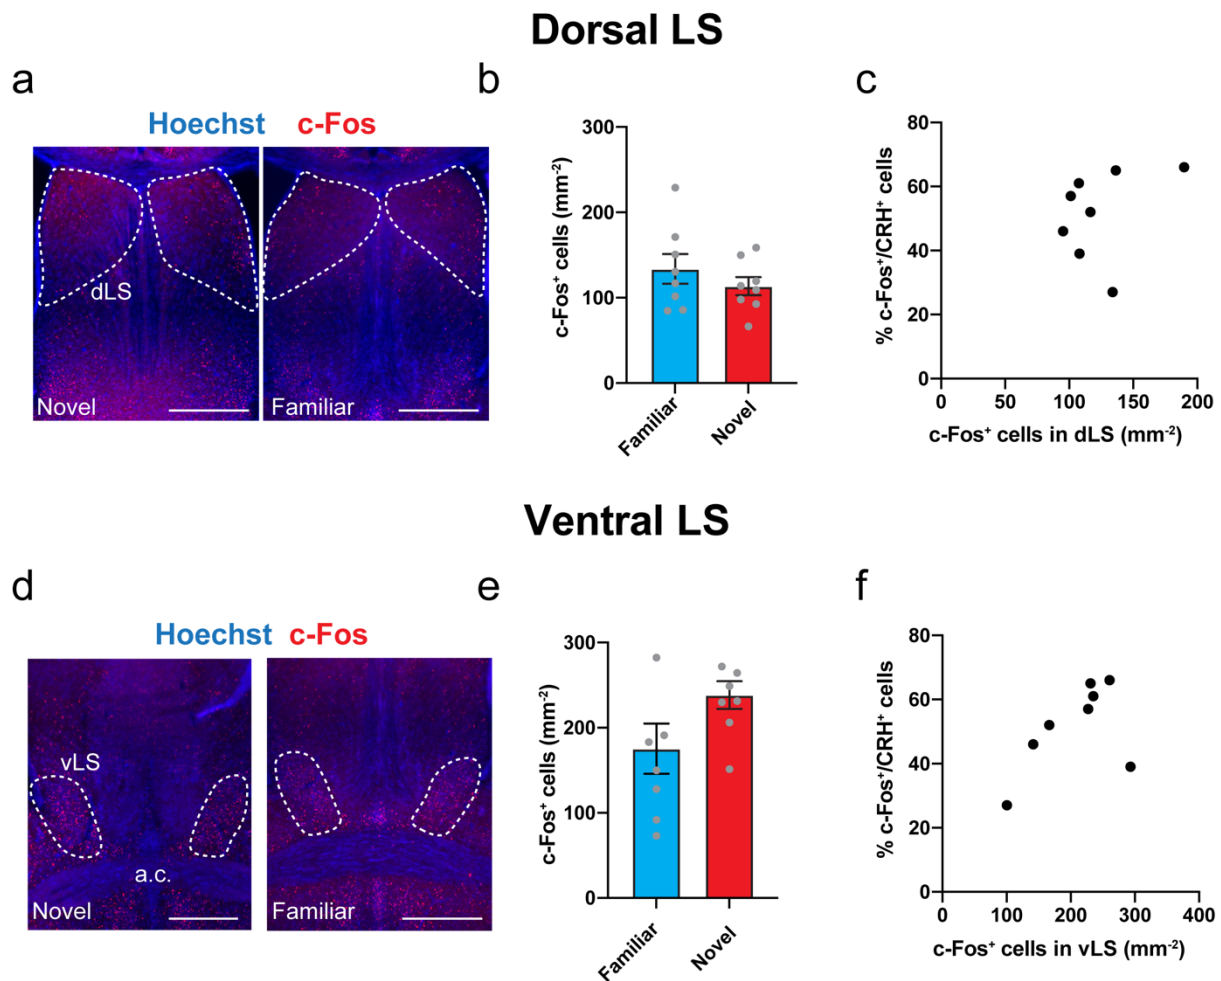 Dorsal LS
a
Hoechst c-Fos
dLS
Novel
Familiar
b
c-Fos⁺ cells (mm⁻²)
300
200
100
0
Familiar
Novel
c
% c-Fos⁺/CRH⁺ cells
80
60
40
20
0
0 50 100 150 200
c-Fos⁺ cells in dLS (mm⁻²)
Ventral LS
d
Hoechst c-Fos
vLS
a.c.
Novel
Familiar
e
c-Fos⁺ cells (mm⁻²)
300
200
100
0
Familiar
Novel
f
% c-Fos⁺/CRH⁺ cells
80
60
40
20
0
0 100 200 300 400
c-Fos⁺ cells in vLS (mm⁻²)